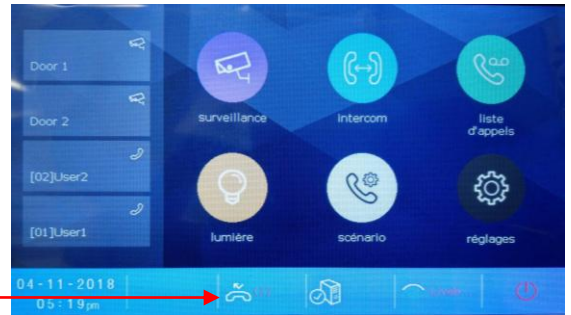 Door 1
Door 2
[02]User2
[01]User1
surveillance
intercom
liste
d'appels
lumière
scénario
réglages
04-11-2018
05:19pm